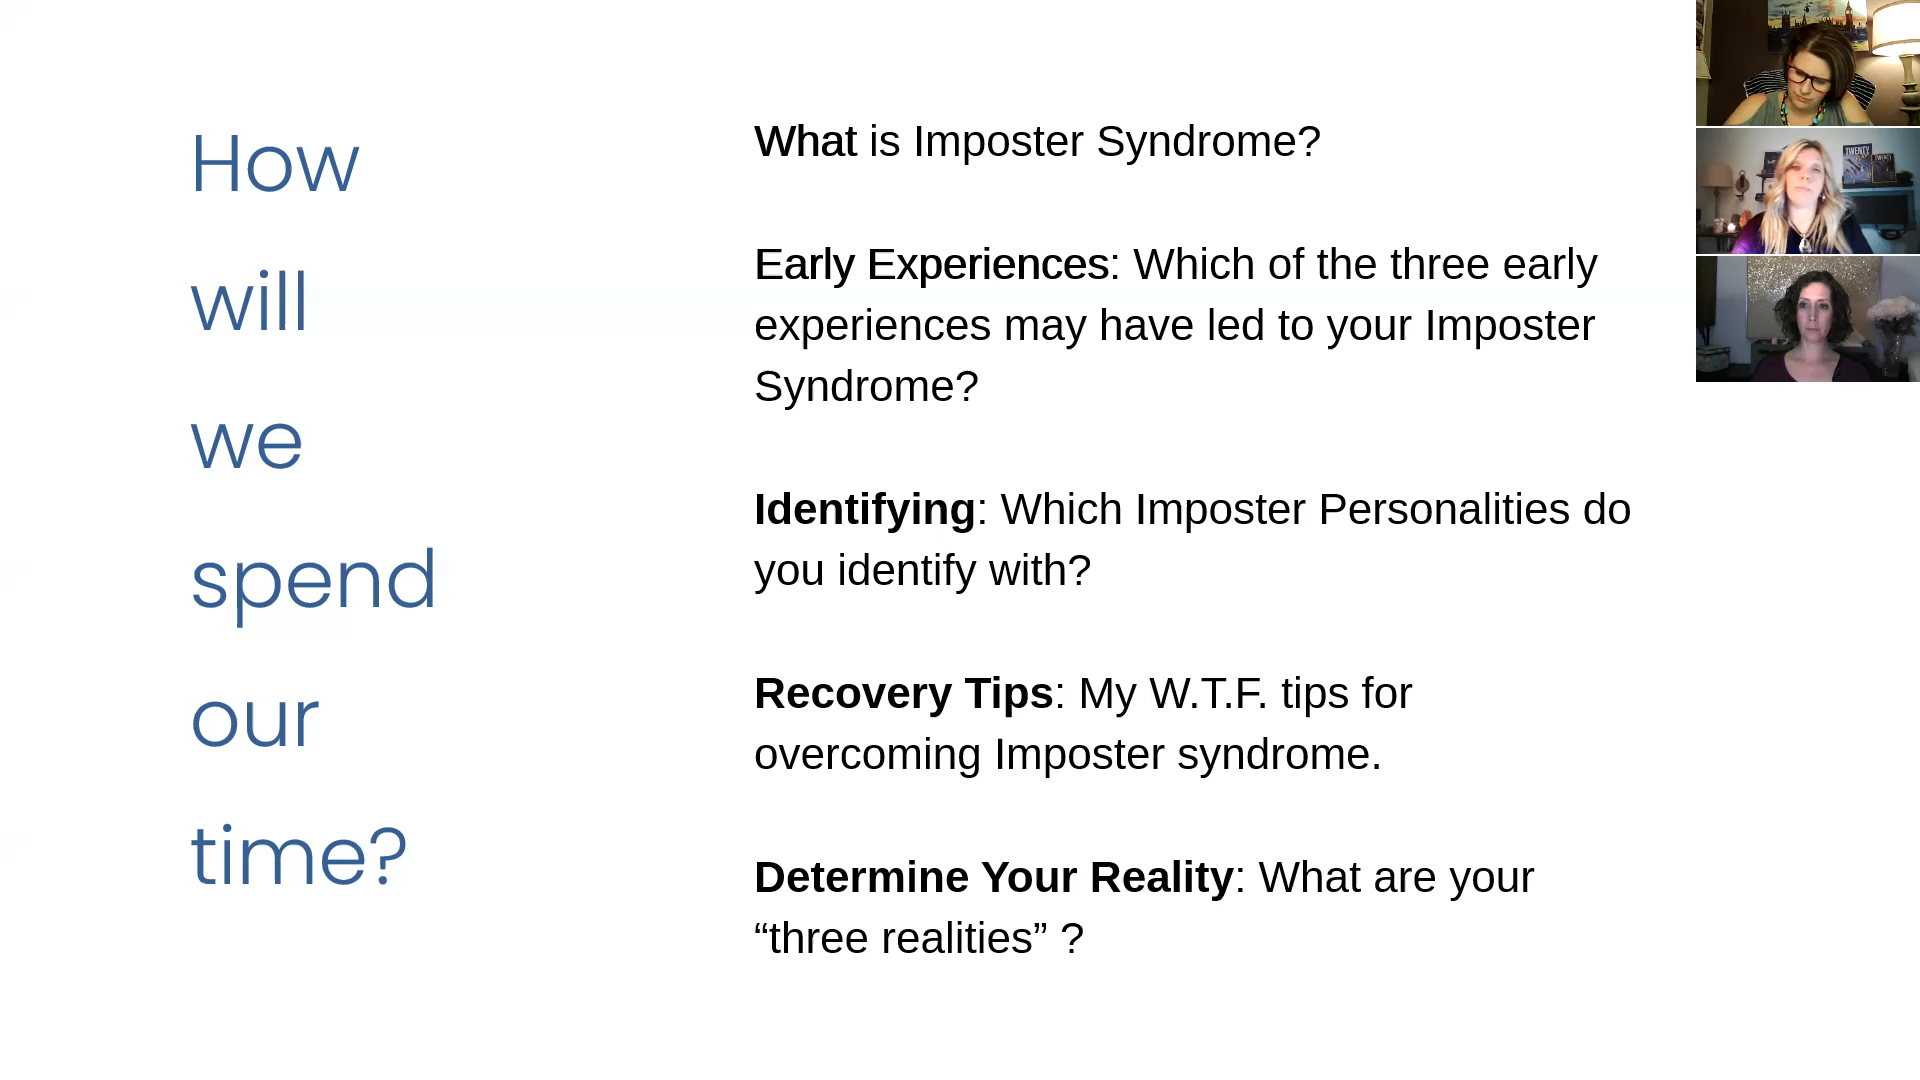 How
will
we
spend
our
time?
What is Imposter Syndrome?
Early Experiences: Which of the three early
experiences may have led to your Imposter
Syndrome?
Identifying: Which Imposter Personalities do
you identify with?
Recovery Tips: My W.T.F. tips for
overcoming Imposter syndrome.
Determine Your Reality: What are your
“three realities” ?
TWENTY